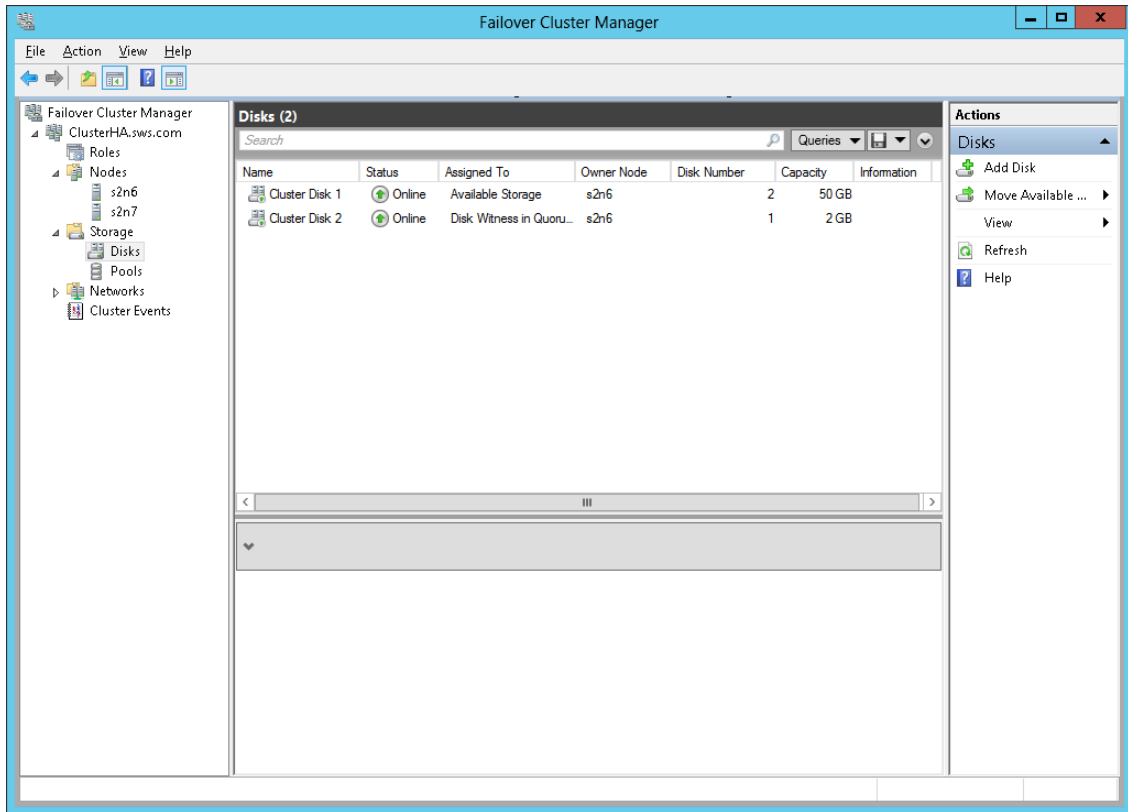 Failover Cluster Manager
File Action View Help
Failover Cluster Manager
ClusterHA.sws.com
Roles
Nodes
s2n6
s2n7
Storage
Disks
Pools
Networks
Cluster Events
Disks (2)
Search Queries
Name Status Assigned To Owner Node Disk Number Capacity Information
Cluster Disk 1 Online Available Storage s2n6 2 50 GB
Cluster Disk 2 Online Disk Witness in Quoru... s2n6 1 2 GB
Actions
Disks
Add Disk
Move Available ...
View
Refresh
Help